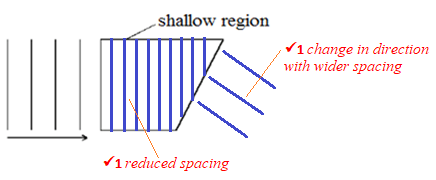 shallow region
✓1 change in direction
with wider spacing
✓1 reduced spacing